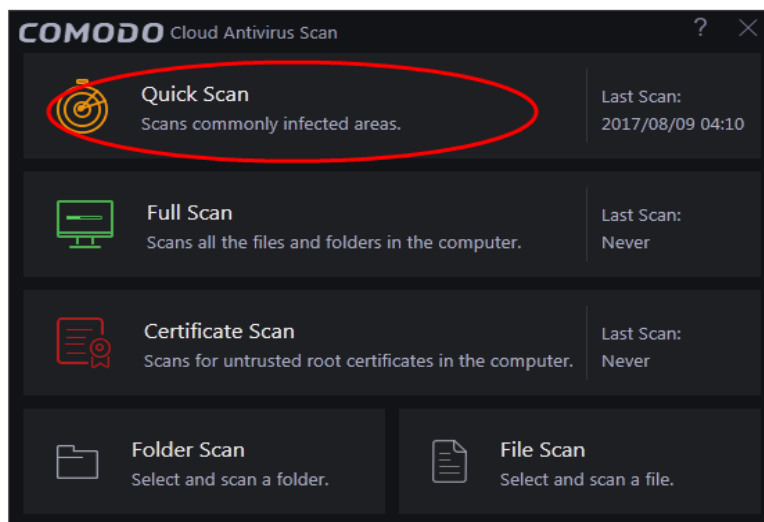 COMODO Cloud Antivirus Scan ?
Quick Scan
Scans commonly infected areas.
Last Scan:
2017/08/09 04:10
Full Scan
Scans all the files and folders in the computer.
Last Scan:
Never
Certificate Scan
Scans for untrusted root certificates in the computer.
Last Scan:
Never
Folder Scan
Select and scan a folder.
File Scan
Select and scan a file.